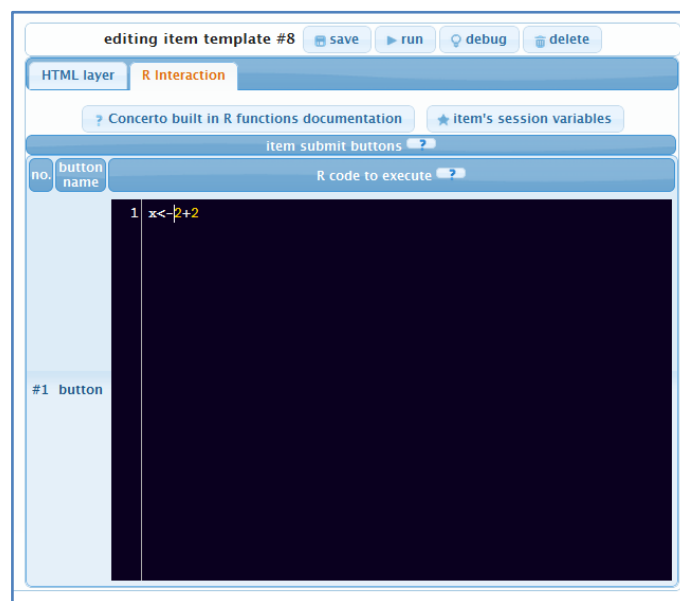 editing item template #8 save run debug delete
HTML layer R Interaction
? Concerto built in R functions documentation item's session variables
item submit buttons ?
no. button name R code to execute ?
1 x<-2+2
#1 button